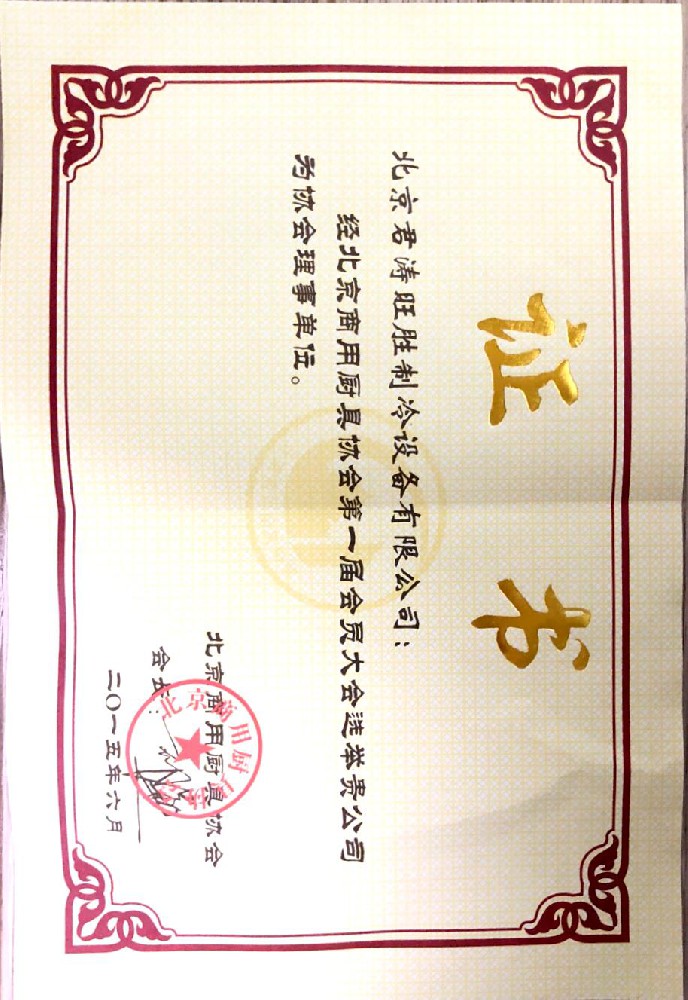 证书
北京君涛旺胜制冷设备有限公司：
经北京商用厨具协会第一届会员大会选举贵公司
为协会理事单位。
北京商用厨具协会
会长：
二〇一五年六月